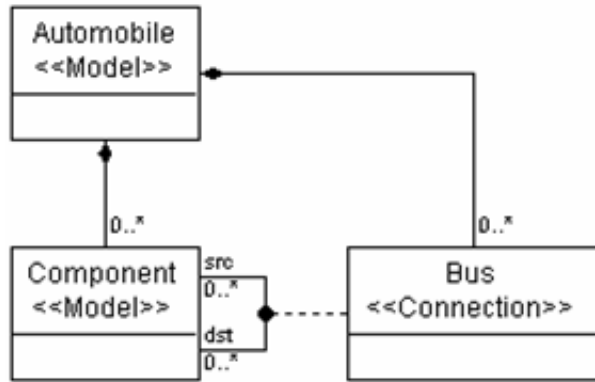 Automobile
<<Model>>
0..*
0..*
Component
<<Model>>
src
0..*
dst
0..*
Bus
<<Connection>>